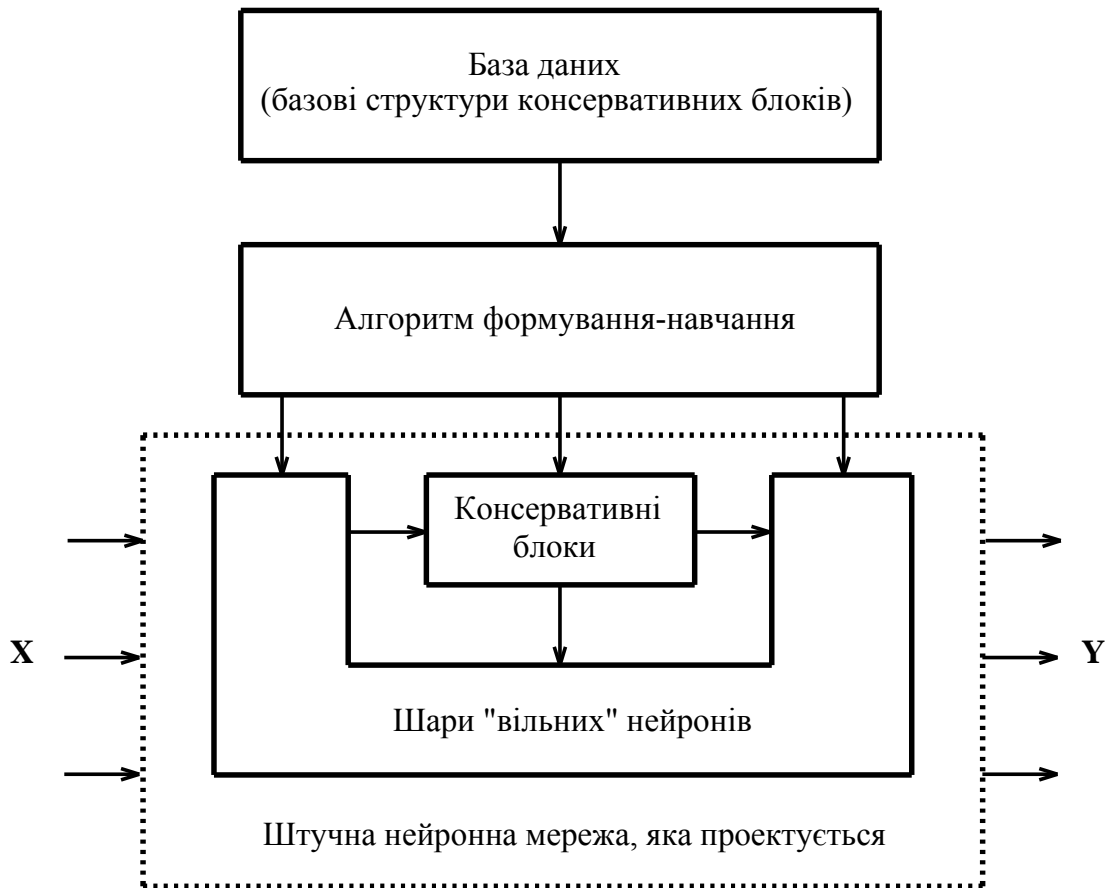 База даних
(базові структури консервативних блоків)
Алгоритм формування-навчання
Консервативні
блоки
X
Y
Шари "вільних" нейронів
Штучна нейронна мережа, яка проектується